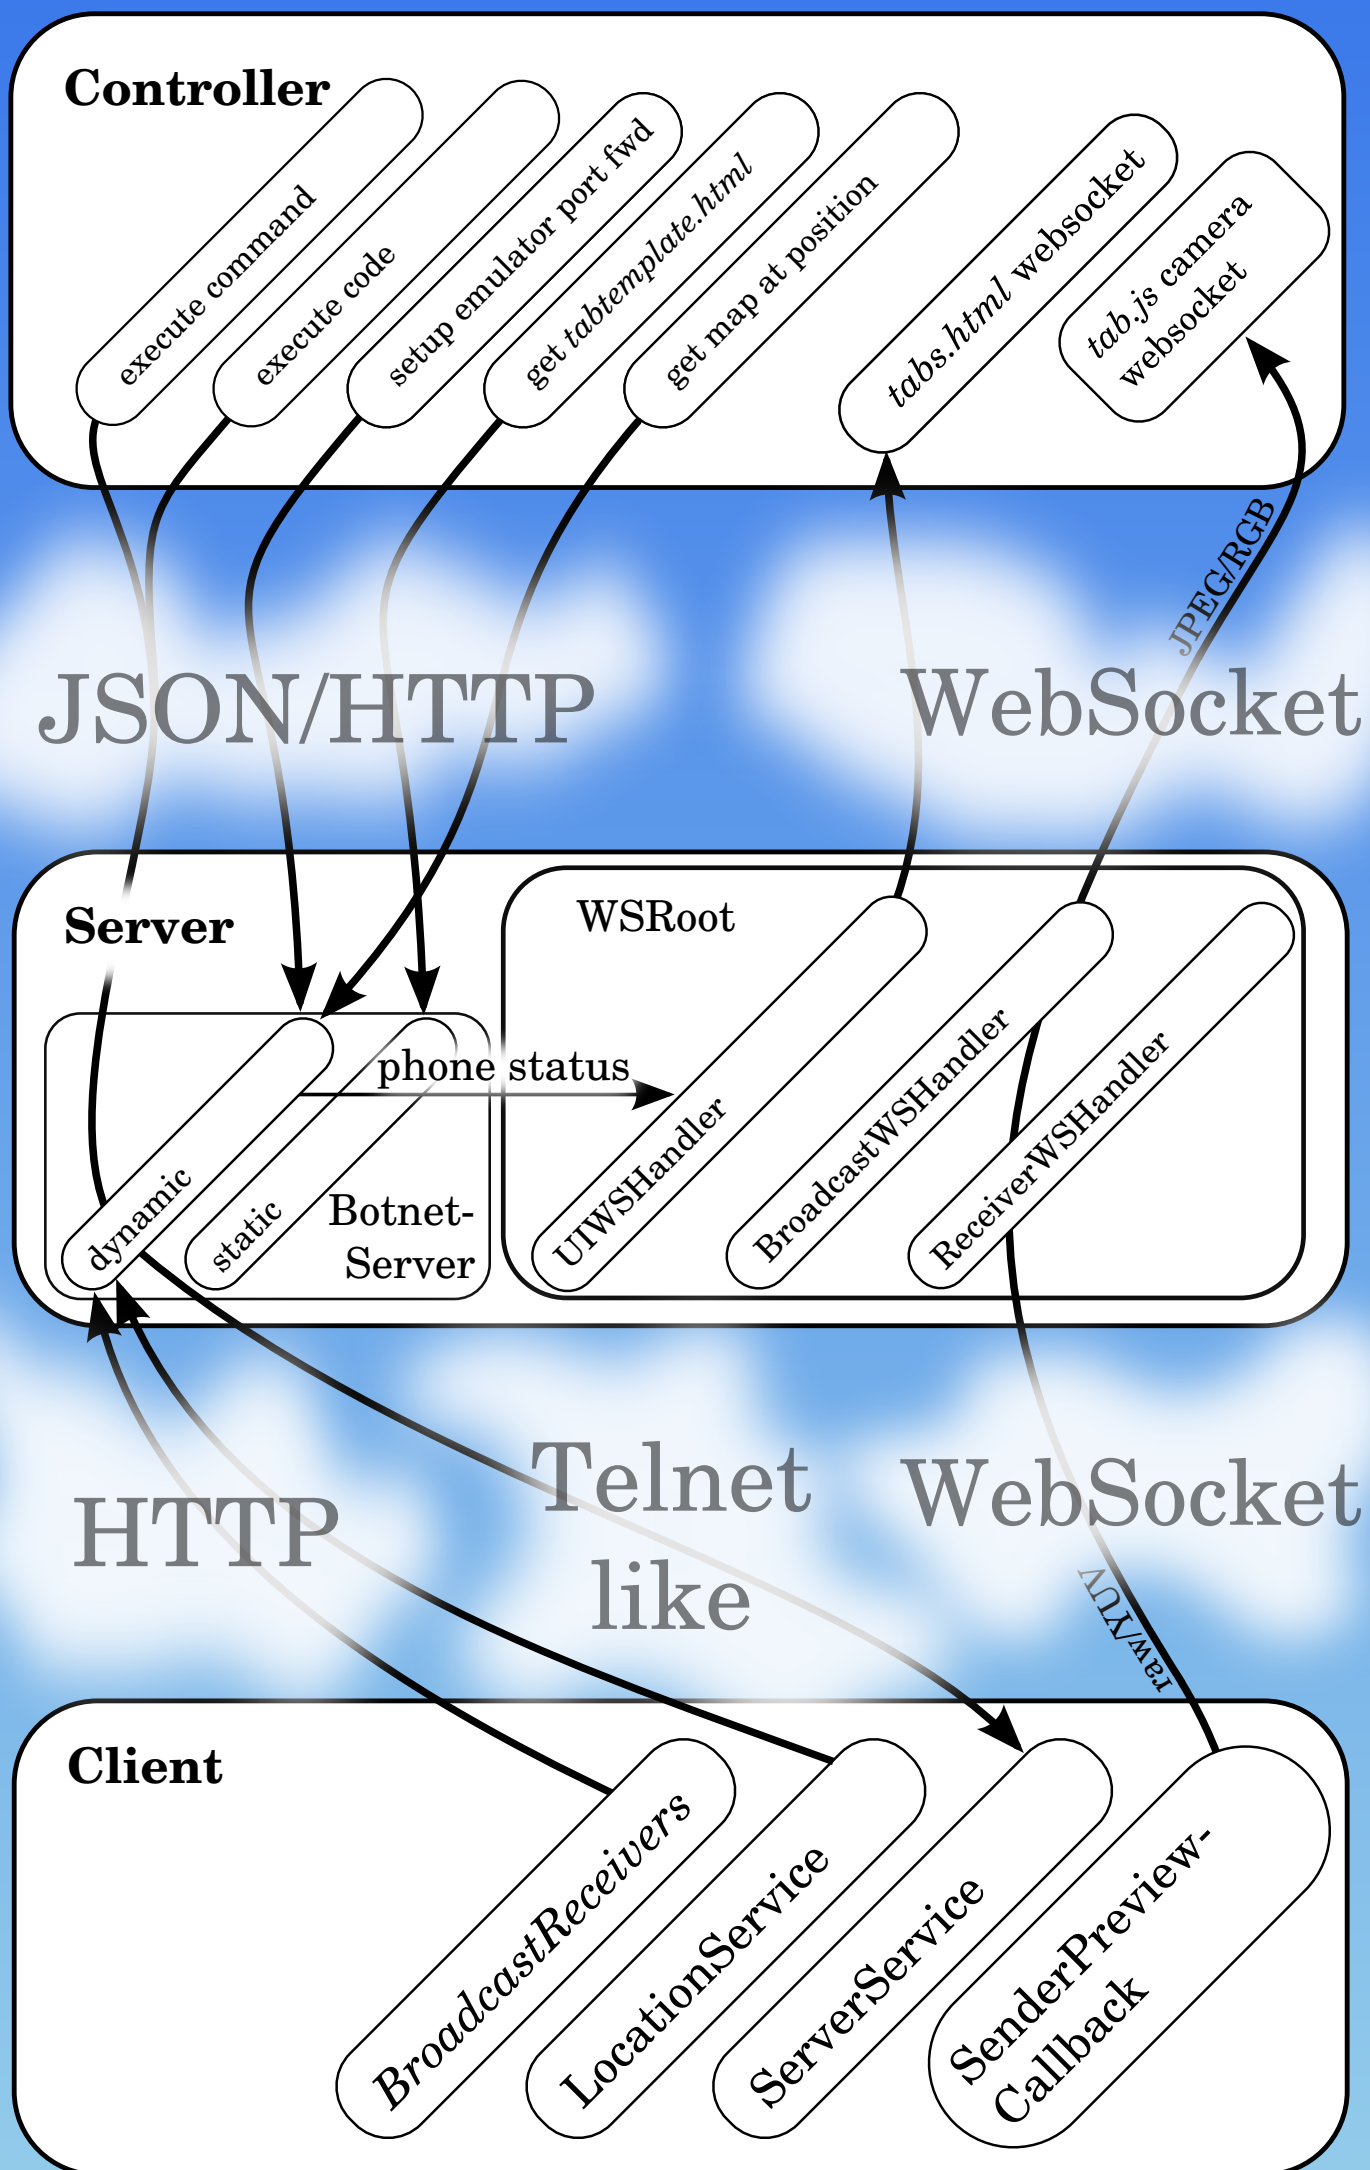 Controller
execute command
execute code
setup emulator port fwd
get tabtemplate.html
get map at position
tabs.html websocket
tab.js camera
websocket
JPEG/RGB
JSON/HTTP
WebSocket
Server
WSRoot
phone status
dynamic
static
Botnet-
Server
UIWSHandler
BroadcastWSHandler
ReceiverWSHandler
HTTP
Telnet
like
WebSocket
raw/YUV
Client
BroadcastReceivers
LocationService
ServerService
SenderPreview-
Callback